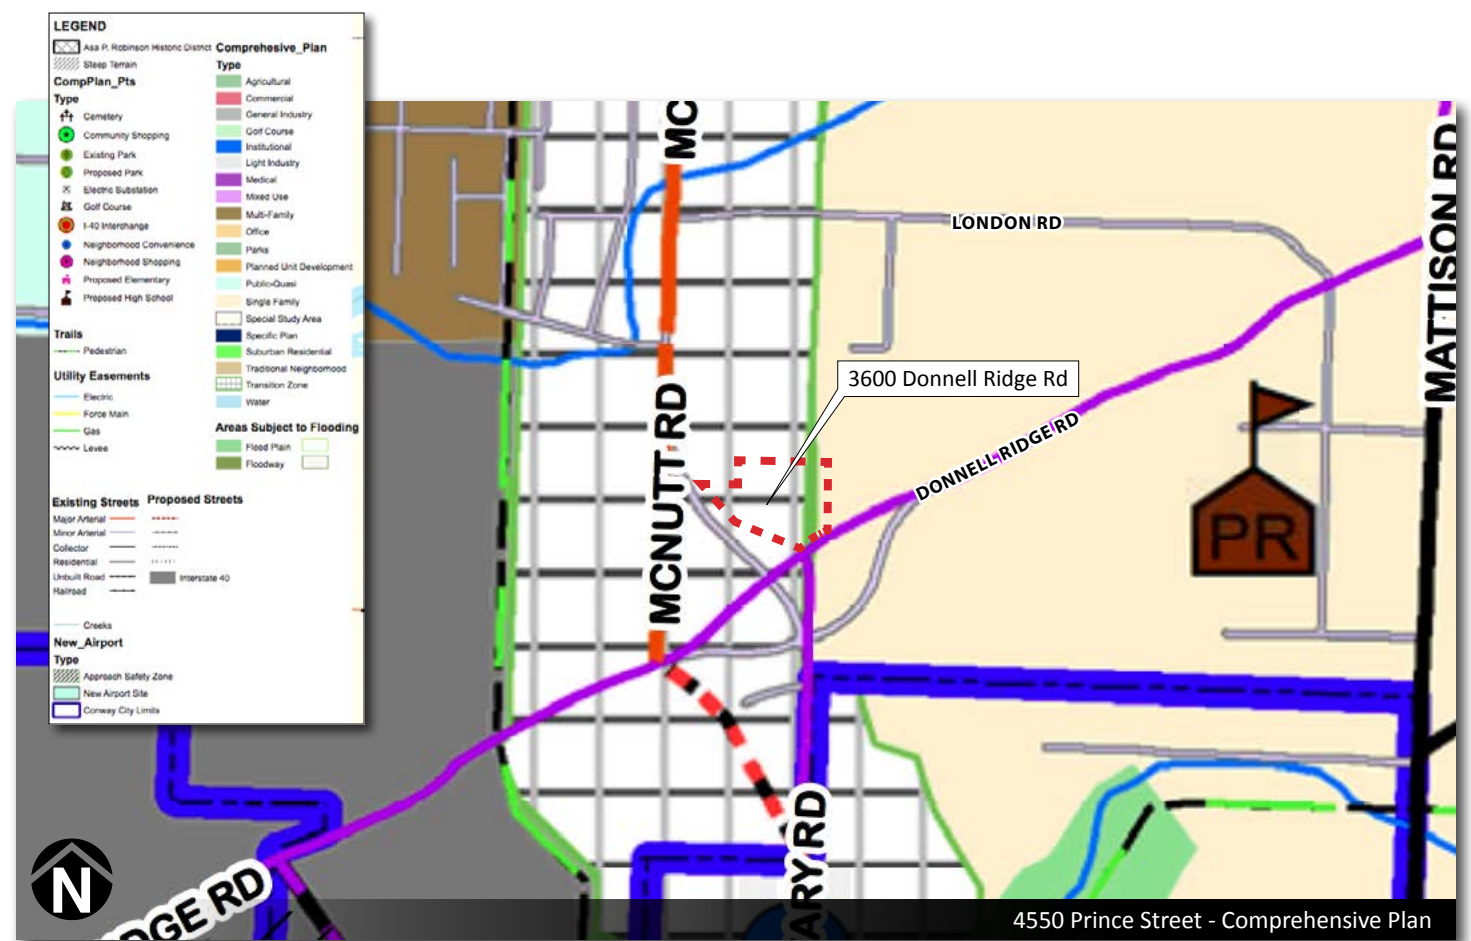 LEGEND
Asa P. Robinson Historic District
Steep Terrain
CompPlan_Pts
Type
Cemetery
Community Shopping
Existing Park
Proposed Park
Electric Substation
Golf Course
I-40 Interchange
Neighborhood Convenience
Neighborhood Shopping
Proposed Elementary
Proposed High School
Trails
Pedestrian
Utility Easements
Electric
Force Main
Gas
Levee
Comprehesive_Plan
Type
Agricultural
Commercial
General Industry
Golf Course
Institutional
Light Industry
Medical
Mixed Use
Multi-Family
Office
Parks
Planned Unit Development
Public-Quasi
Single Family
Special Study Area
Specific Plan
Suburban Residential
Traditional Neighborhood
Transition Zone
Water
Areas Subject to Flooding
Flood Plain
Floodway
Existing Streets Proposed Streets
Major Arterial
Minor Arterial
Collector
Residential
Unbuilt Road
Interstate 40
Railroad
Creeks
New_Airport
Type
Approach Safety Zone
New Airport Site
Conway City Limits
MC
LONDON RD
MATTISON RD
3600 Donnell Ridge Rd
MCNUTT RD
DONNELL RIDGE RD
PR
ARY RD
DGE RD
N
4550 Prince Street - Comprehensive Plan